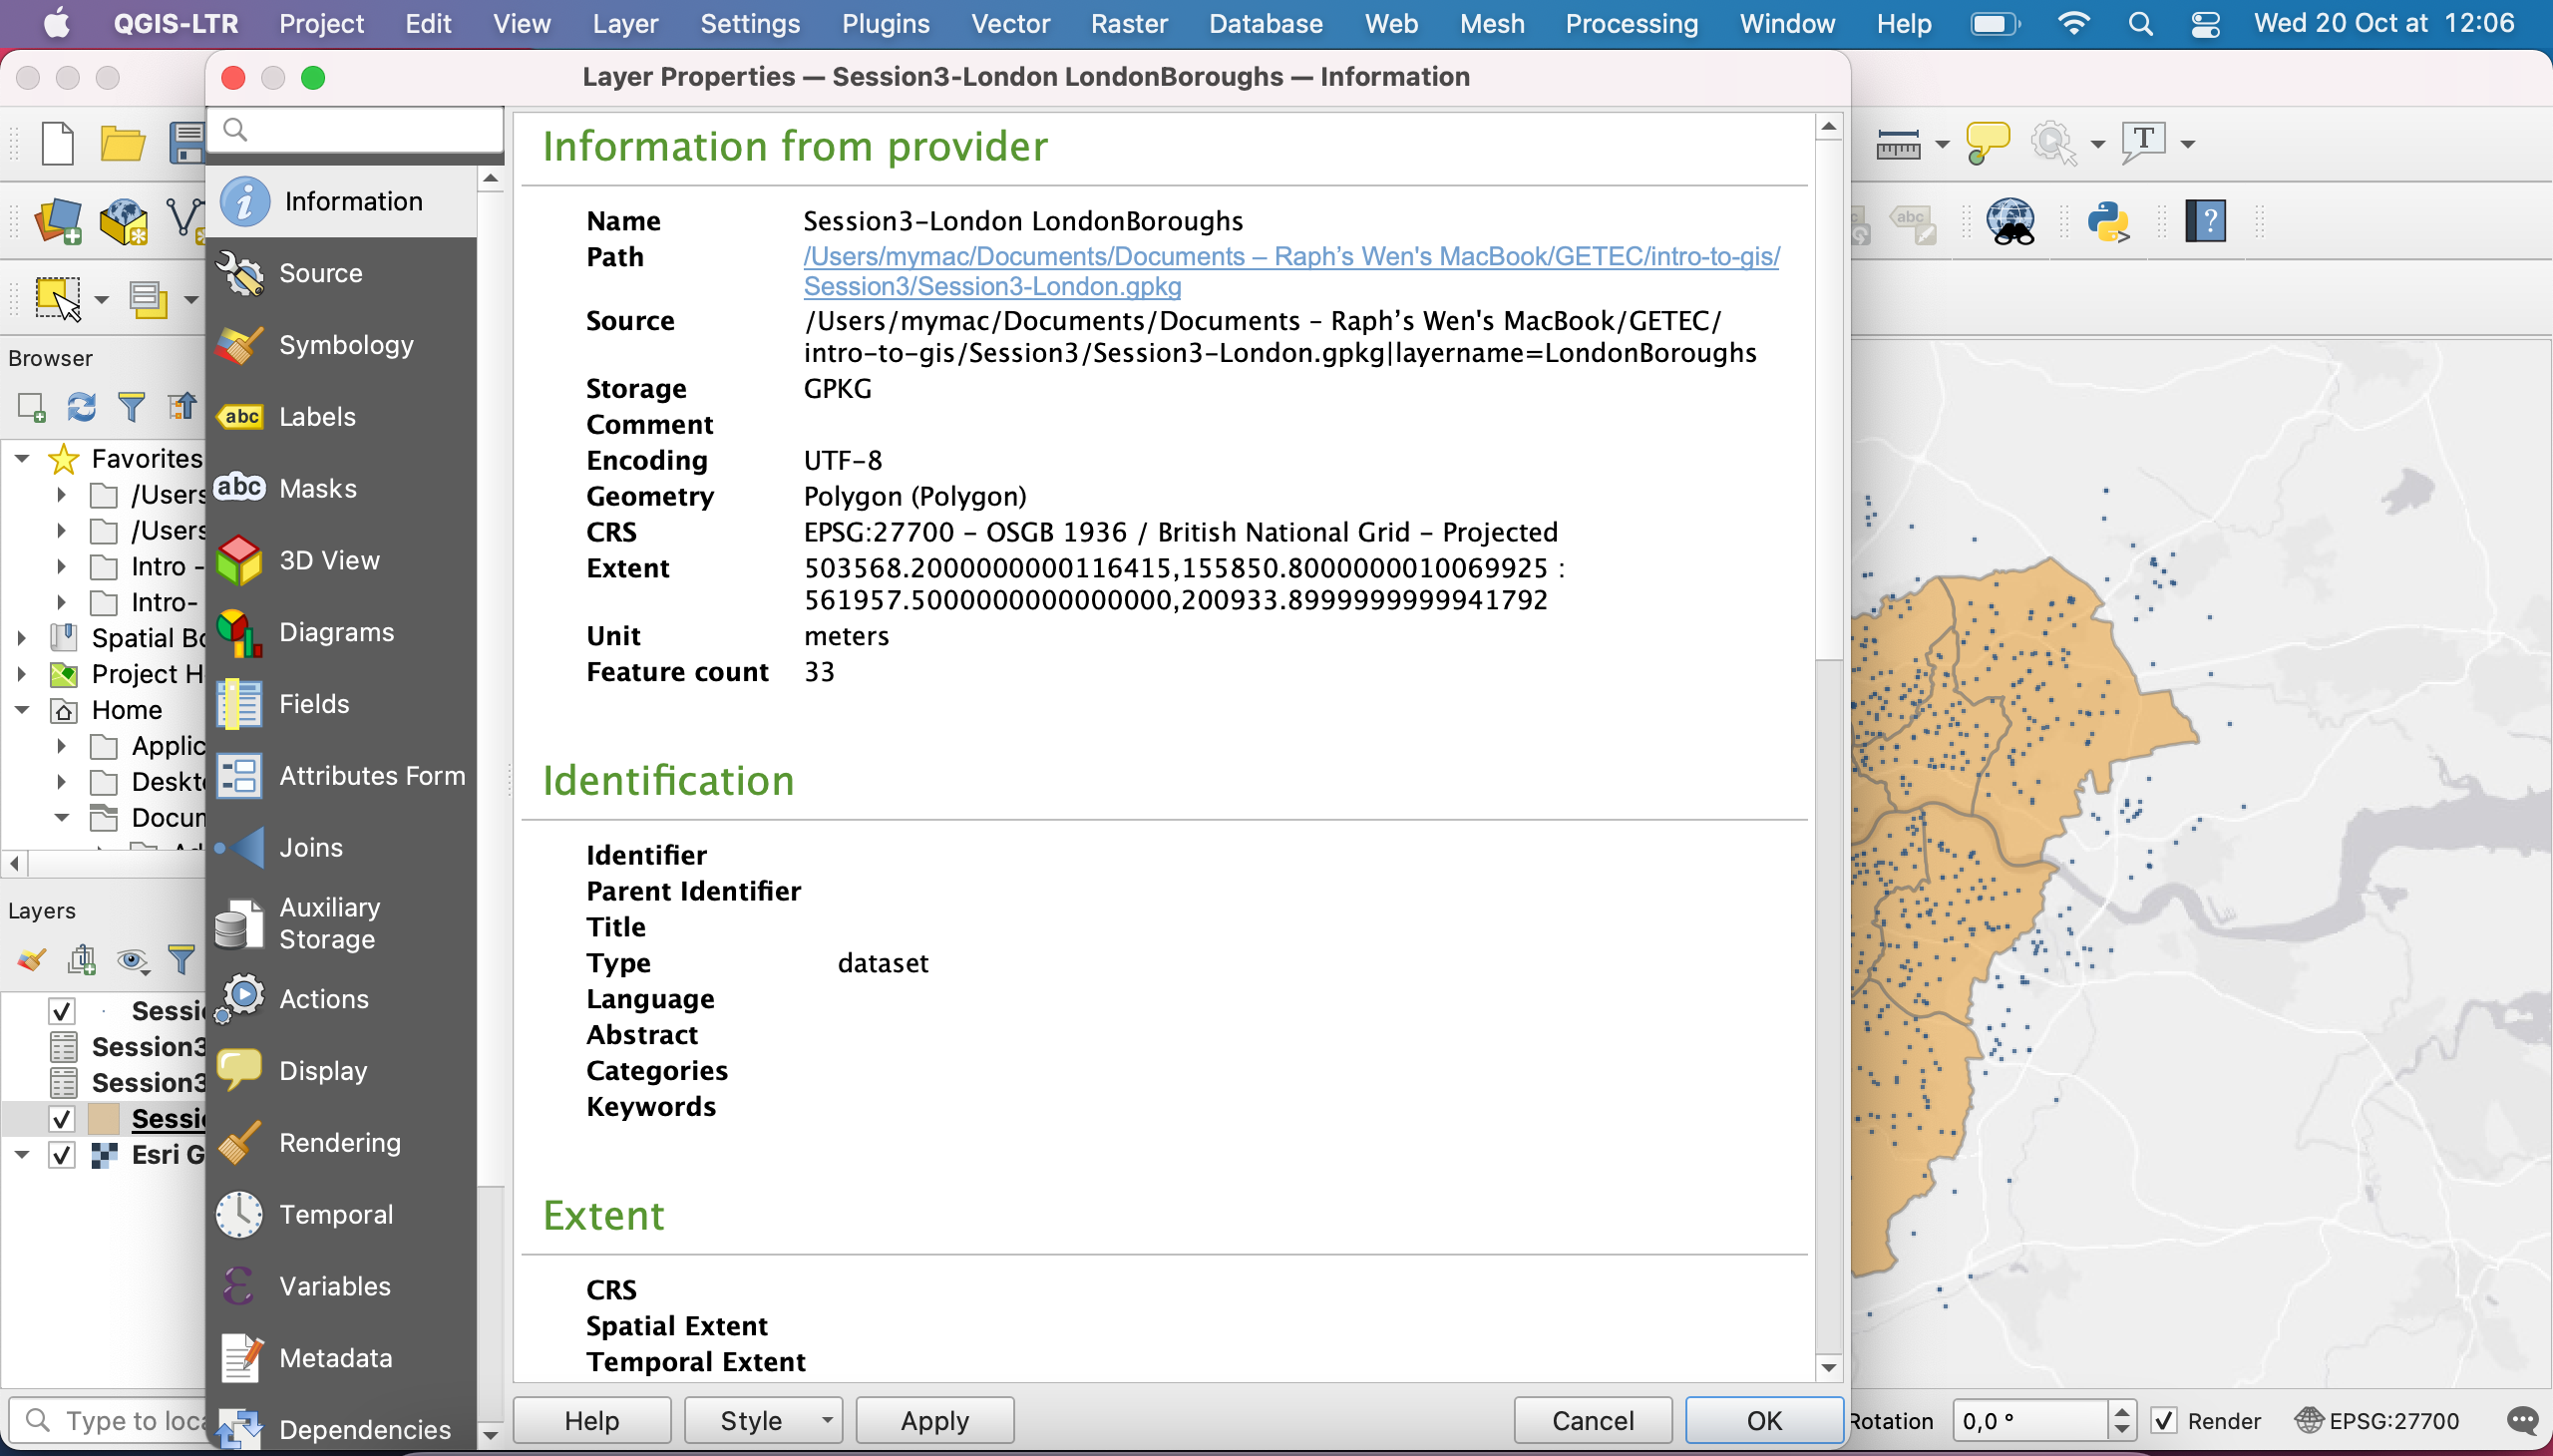 QGIS-LTR Project Edit View Layer Settings Plugins Vector Raster Database Web Mesh Processing Window Help Wed 20 Oct at 12:06
Layer Properties — Session3-London LondonBoroughs — Information
Information
Source
Symbology
abc Labels
abc Masks
3D View
Diagrams
Fields
Attributes Form
Joins
Auxiliary
Storage
Actions
Display
Rendering
Temporal
Variables
Metadata
Dependencies
Information from provider
Name Session3-London LondonBoroughs
Path /Users/mymac/Documents/Documents – Raph’s Wen's MacBook/GETEC/intro-to-gis/
Session3/Session3-London.gpkg
Source /Users/mymac/Documents/Documents – Raph’s Wen's MacBook/GETEC/
intro-to-gis/Session3/Session3-London.gpkg|layername=LondonBoroughs
Storage GPKG
Comment
Encoding UTF-8
Geometry Polygon (Polygon)
CRS EPSG:27700 – OSGB 1936 / British National Grid – Projected
Extent 503568.2000000000116415,155850.8000000010069925 :
561957.5000000000000000,200933.8999999999941792
Unit meters
Feature count 33
Identification
Identifier
Parent Identifier
Title
Type dataset
Language
Abstract
Categories
Keywords
Extent
CRS
Spatial Extent
Temporal Extent
Help Style Apply Cancel OK
Browser
Favorites
/Users
/Users
Intro -
Intro-
Spatial Bo
Project H
Home
Applic
Deskt
Docun
Layers
Sessi
Session3
Session3
Sessi
Esri G
Type to loca
T
abc
?
Rotation 0,0 ° Render EPSG:27700